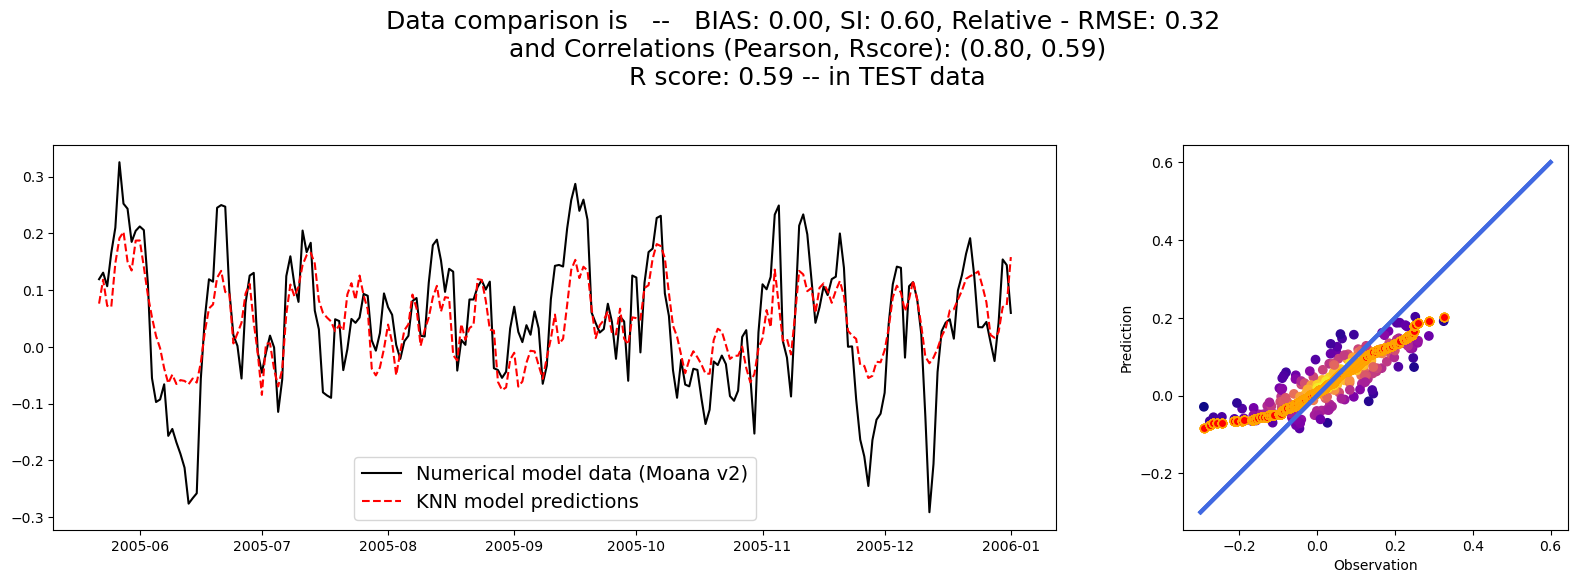 Data comparison is -- BIAS: 0.00, SI: 0.60, Relative - RMSE: 0.32
and Correlations (Pearson, Rscore): (0.80, 0.59)
R score: 0.59 -- in TEST data
0.3
0.2
0.1
0.0
−0.1
−0.2
−0.3
Numerical model data (Moana v2)
KNN model predictions
2005-06 2005-07 2005-08 2005-09 2005-10 2005-11 2005-12 2006-01
Prediction
0.6
0.4
0.2
0.0
−0.2
−0.2 0.0 0.2 0.4 0.6
Observation